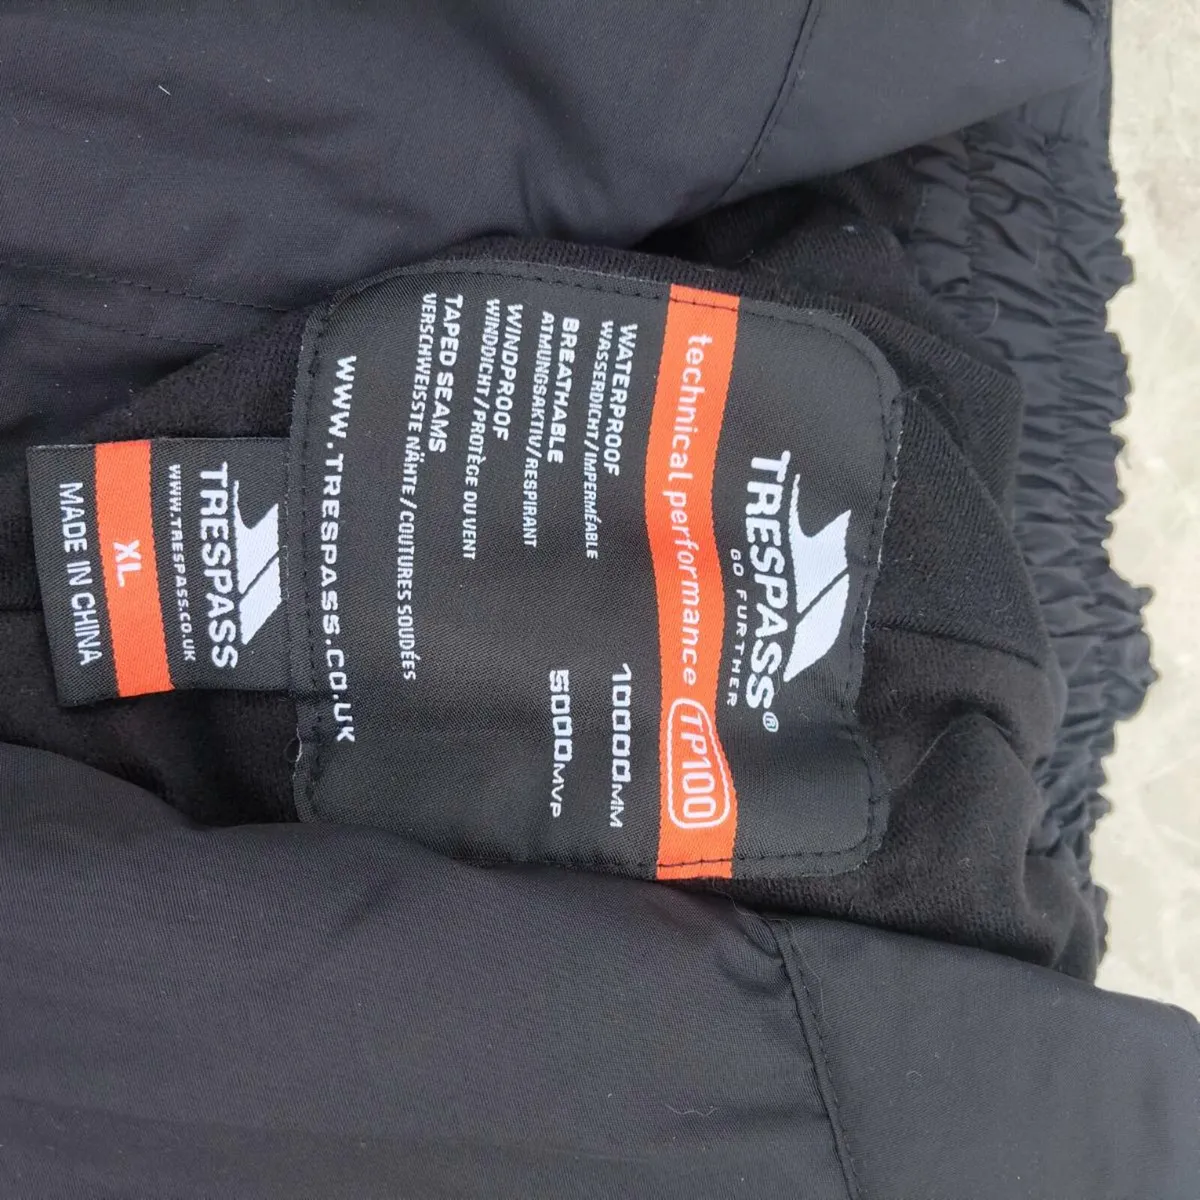 TRESPASS®
GO FURTHER
technical performance TP100
WATERPROOF 10000MM
WASSERDICHT/IMPERMÉABLE
BREATHABLE 5000MVP
ATMUNGSAKTIV/RESPIRANT
WINDPROOF
WINDDICHT/PROTÈGE DU VENT
TAPED SEAMS
VERSCHWEISSTE NÄHTE/COUTURES SOUDÉES
WWW.TRESPASS.CO.UK
TRESPASS
WWW.TRESPASS.CO.UK
XL
MADE IN CHINA